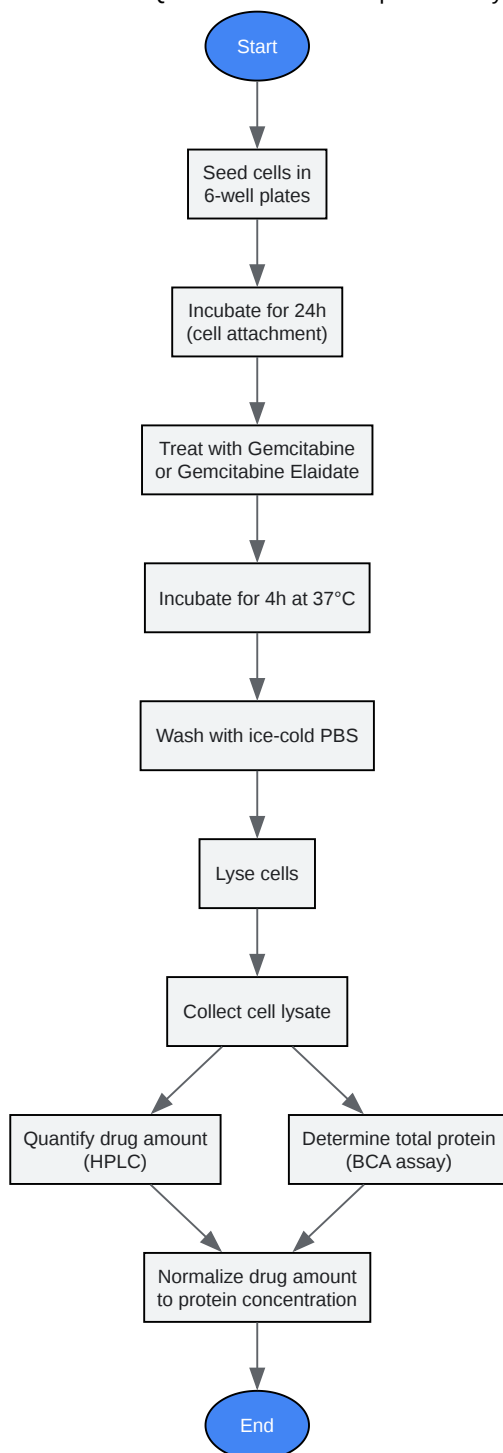 Start
Seed cells in
6-well plates
Incubate for 24h
(cell attachment)
Treat with Gemcitabine
or Gemcitabine Elaidate
Incubate for 4h at 37°C
Wash with ice-cold PBS
Lyse cells
Collect cell lysate
Quantify drug amount
(HPLC)
Determine total protein
(BCA assay)
Normalize drug amount
to protein concentration
End